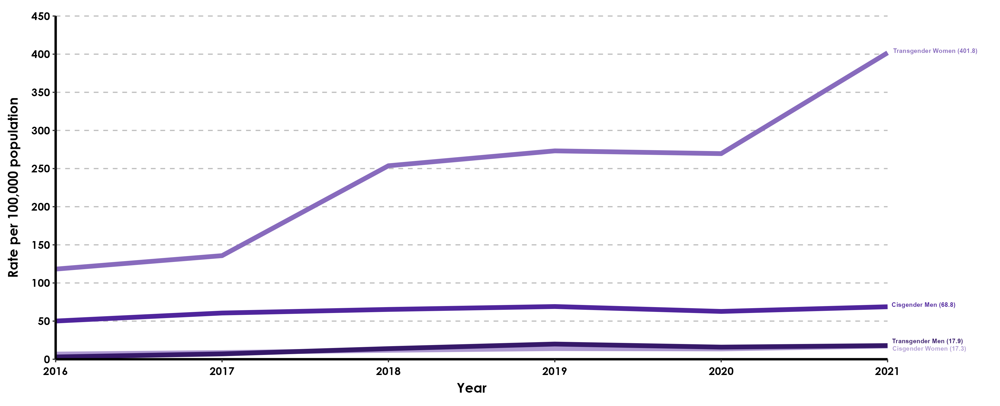 450
400
350
300
250
200
150
100
50
0
Rate per 100,000 population
Transgender Women (401.8)
Cisgender Men (68.8)
Transgender Men (17.9)
Cisgender Women (17.3)
2016 2017 2018 2019 2020 2021
Year